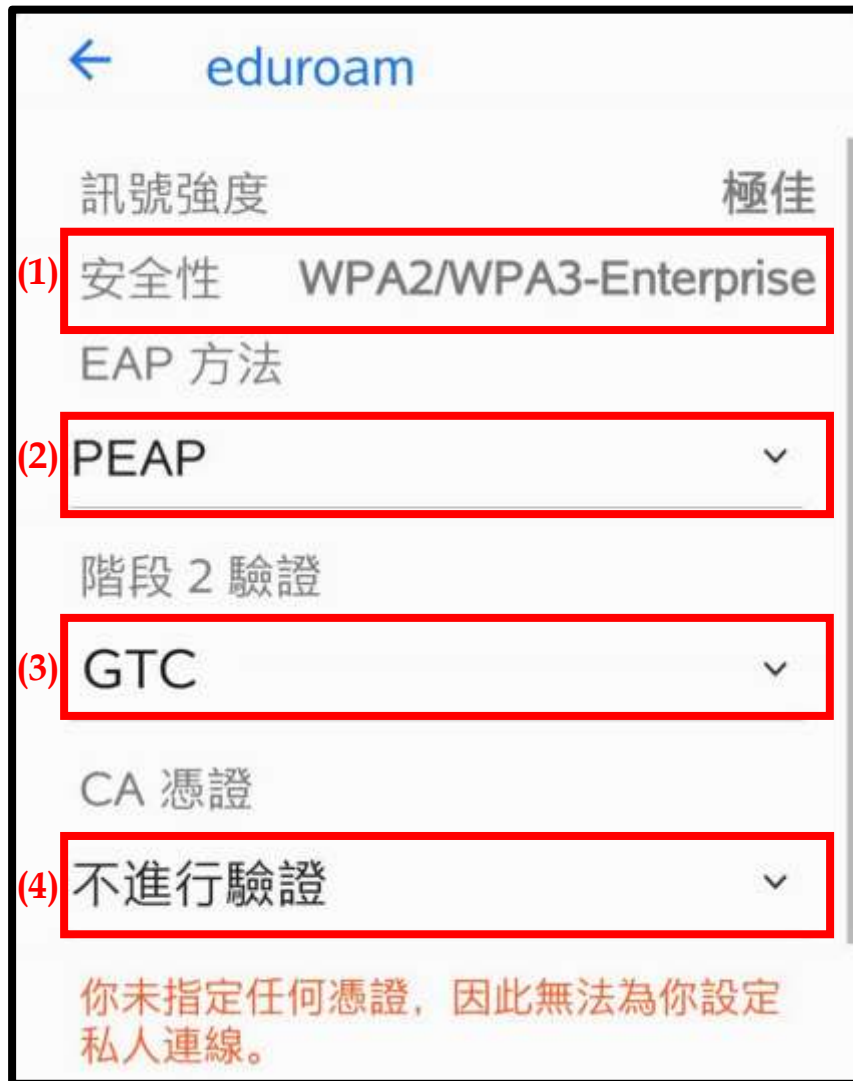 ← eduroam
訊號強度 極佳
(1) 安全性 WPA2/WPA3-Enterprise
EAP 方法
(2) PEAP
階段 2 驗證
(3) GTC
CA 憑證
(4) 不進行驗證
你未指定任何憑證，因此無法為你設定
私人連線。